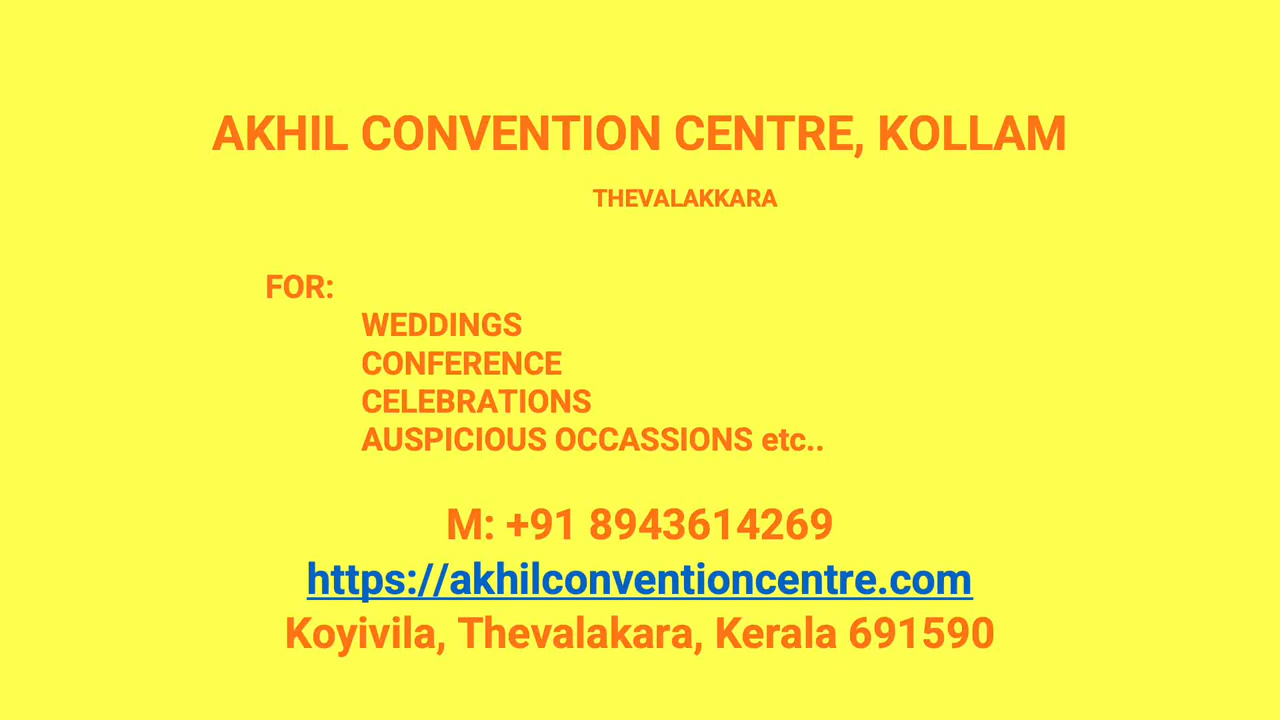 AKHIL CONVENTION CENTRE, KOLLAM
THEVALAKKARA
FOR:
WEDDINGS
CONFERENCE
CELEBRATIONS
AUSPICIOUS OCCASSIONS etc..
M: +91 8943614269
https://akhilconventioncentre.com
Koyivila, Thevalakara, Kerala 691590